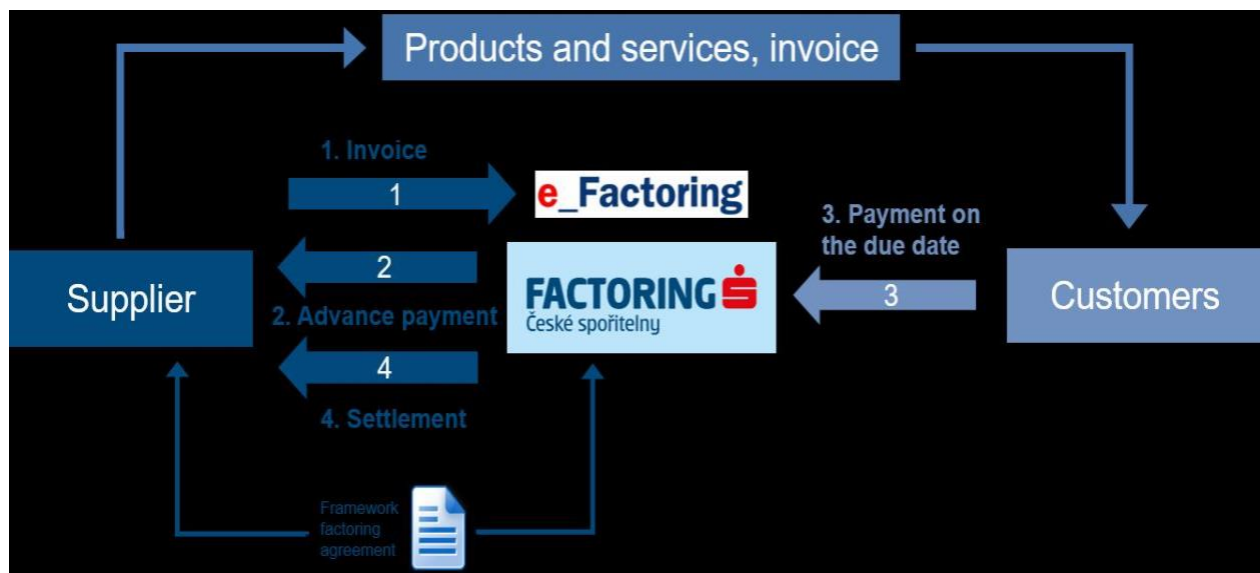 Products and services, invoice
1. Invoice
1
e_Factoring
3. Payment on
the due date
2
Supplier
FACTORING
České spořitelny
3
Customers
2. Advance payment
4
4. Settlement
Framework
factoring
agreement